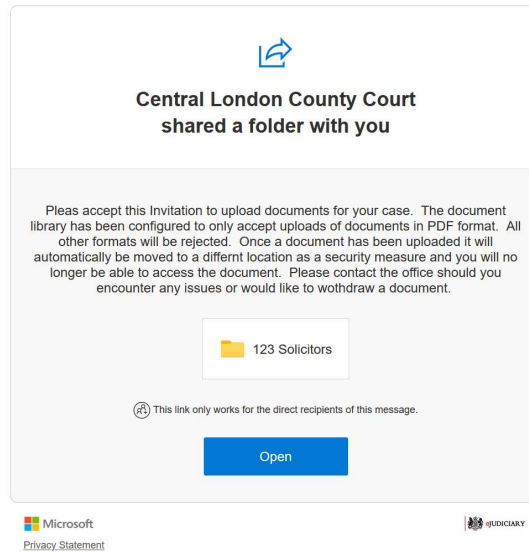 Central London County Court
shared a folder with you
Pleas accept this Invitation to upload documents for your case. The document
library has been configured to only accept uploads of documents in PDF format. All
other formats will be rejected. Once a document has been uploaded it will
automatically be moved to a differnt location as a security measure and you will no
longer be able to access the document. Please contact the office should you
encounter any issues or would like to wothdraw a document.
123 Solicitors
This link only works for the direct recipients of this message.
Open
Microsoft
eJUDICIARY
Privacy Statement